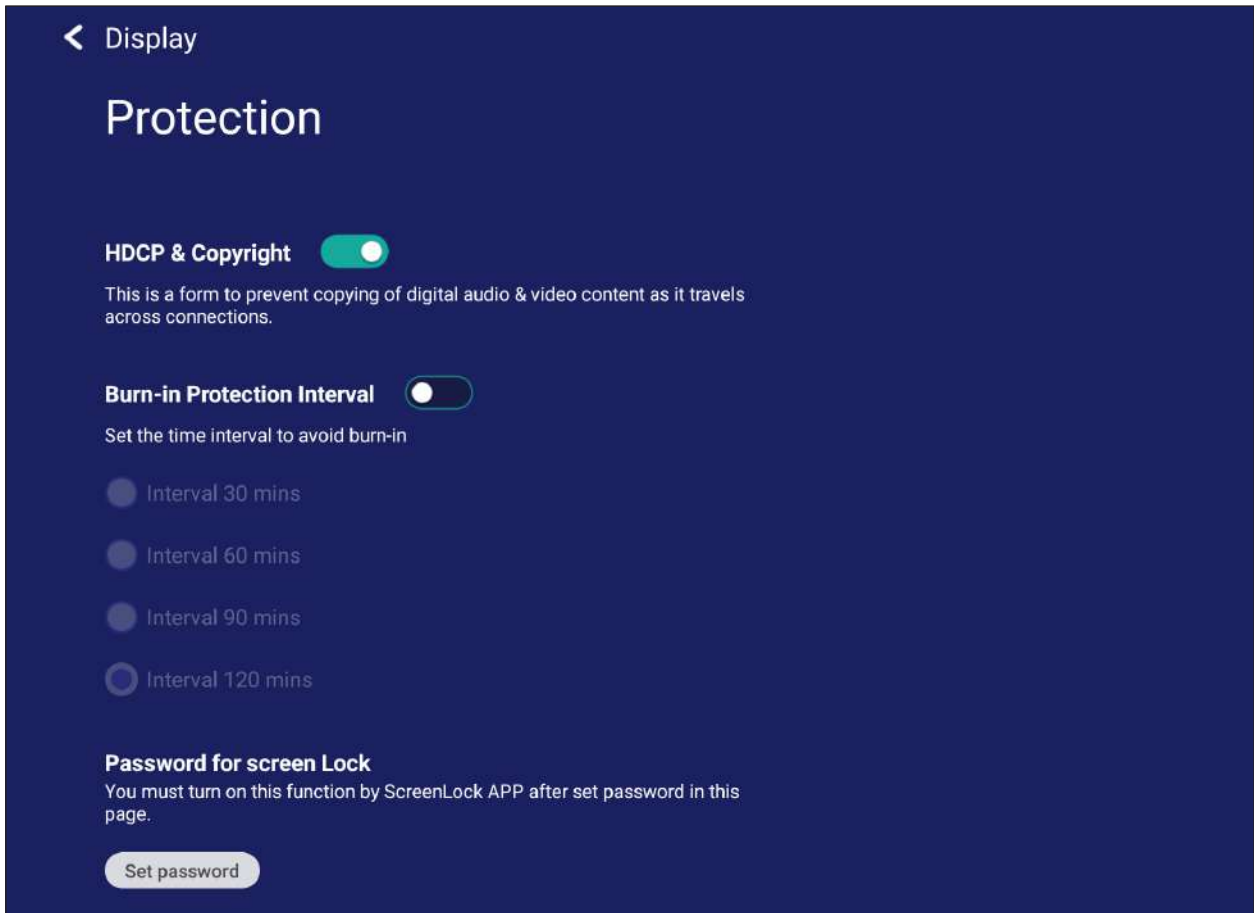 Display
Protection
HDCP & Copyright
This is a form to prevent copying of digital audio & video content as it travels
across connections.
Burn-in Protection Interval
Set the time interval to avoid burn-in
Interval 30 mins
Interval 60 mins
Interval 90 mins
Interval 120 mins
Password for screen Lock
You must turn on this function by ScreenLock APP after set password in this
page.
Set password